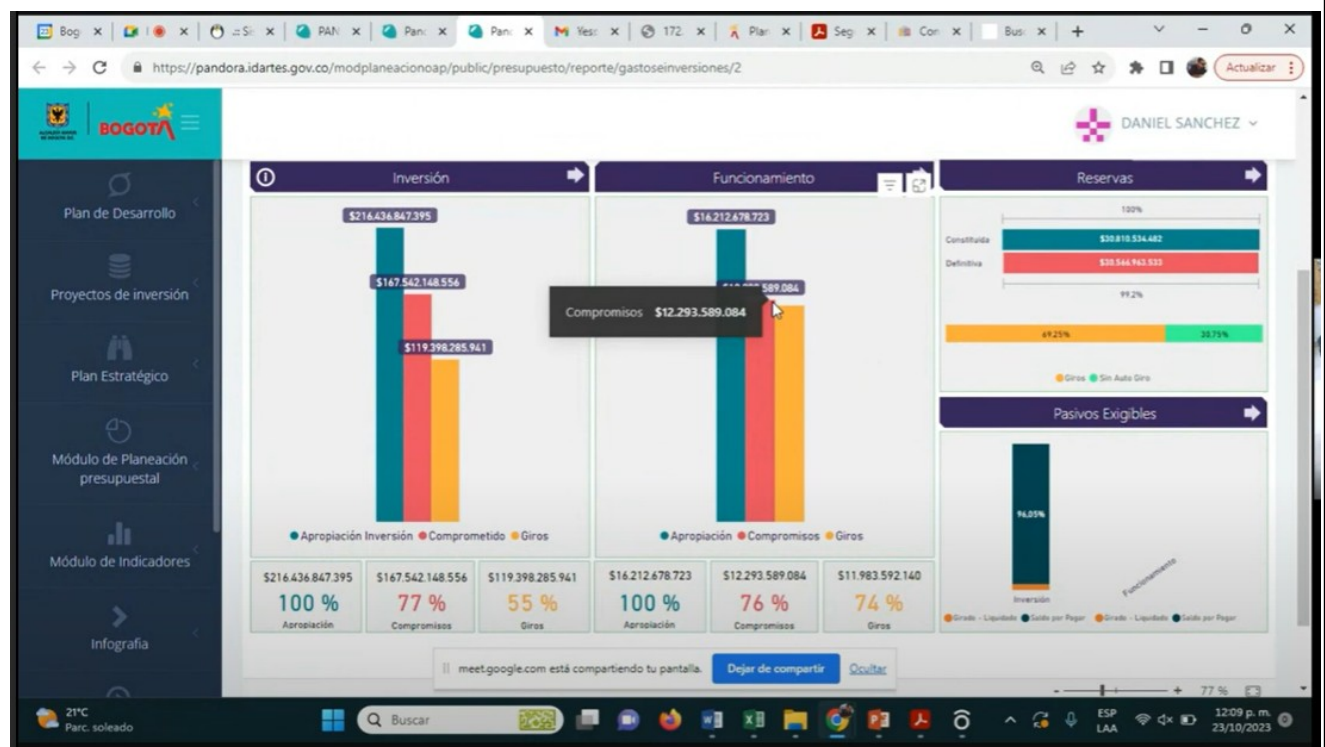 Bog
PAN
Pan
Pan
Yes
172.
Plan
Seg
Con
Bus
https://pandora.idartes.gov.co/modplaneacionoap/public/presupuesto/reporte/gastoseinversiones/2
Actualizar
BOGOTÁ
DANIEL SANCHEZ
Plan de Desarrollo
Proyectos de inversión
Plan Estratégico
Módulo de Planeación
presupuestal
Módulo de Indicadores
Infografia
Inversión
$216.436.847.395
$167.542.148.556
$119.398.285.941
Apropiación Inversión Comprometido Giros
$216.436.847.395 $167.542.148.556 $119.398.285.941
100 % 77 % 55 %
Apropiación Compromisos Giros
Funcionamiento
$16.212.678.723
589.084
Compromisos $12.293.589.084
Apropiación Compromisos Giros
$16.212.678.723 $12.293.589.084 $11.983.592.140
100 % 76 % 74 %
Apropiación Compromisos Giros
Reservas
100%
Constituida $30.810.534.482
Definitiva $30.566.963.533
99.2%
69.25% 30.75%
Giros Sin Auto Giro
Pasivos Exigibles
96,05%
Inversión
Funcionamiento
Girado - Liquidado Saldo por Pagar Girado - Liquidado Saldo por Pagar
meet.google.com está compartiendo tu pantalla.
Dejar de compartir
Ocultar
77 %
21°C
Parc. soleado
Buscar
ESP
LAA
12:09 p. m.
23/10/2023